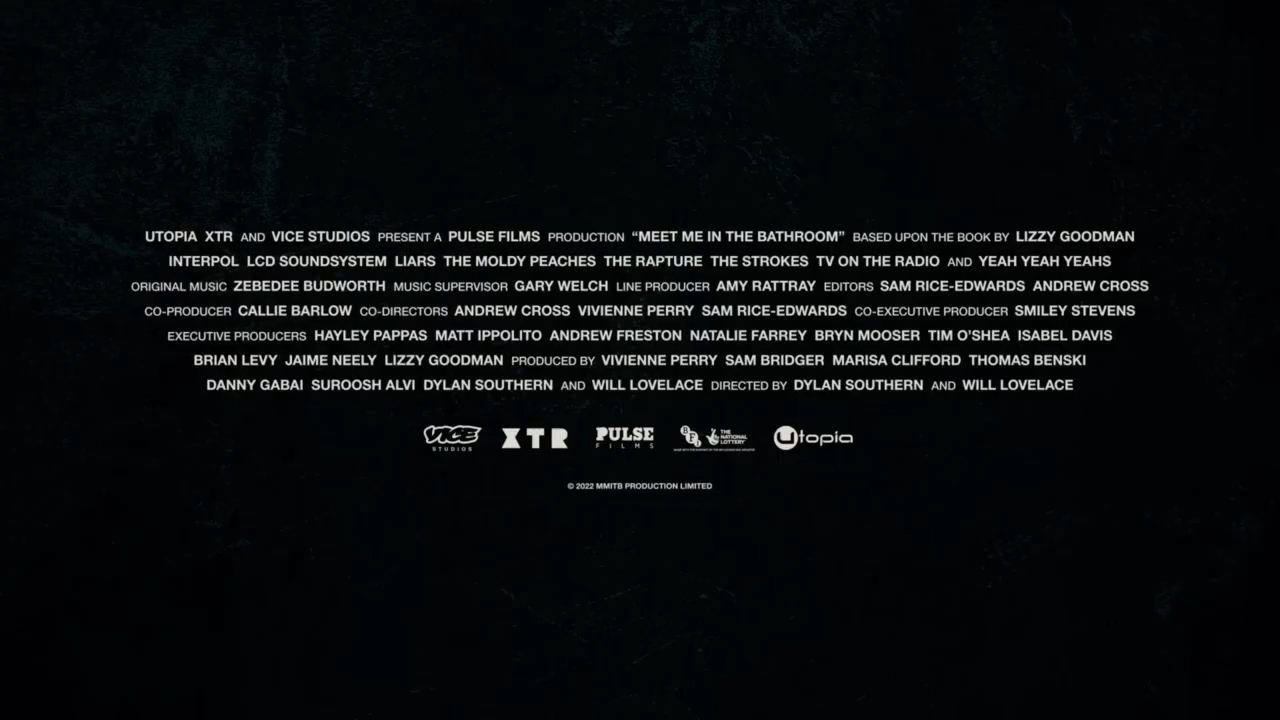 UTOPIA XTR AND VICE STUDIOS PRESENT A PULSE FILMS PRODUCTION “MEET ME IN THE BATHROOM” BASED UPON THE BOOK BY LIZZY GOODMAN
INTERPOL LCD SOUNDSYSTEM LIARS THE MOLDY PEACHES THE RAPTURE THE STROKES TV ON THE RADIO AND YEAH YEAH YEAHS
ORIGINAL MUSIC ZEBEDEE BUDWORTH MUSIC SUPERVISOR GARY WELCH LINE PRODUCER AMY RATTRAY EDITORS SAM RICE-EDWARDS ANDREW CROSS
CO-PRODUCER CALLIE BARLOW CO-DIRECTORS ANDREW CROSS VIVIENNE PERRY SAM RICE-EDWARDS CO-EXECUTIVE PRODUCER SMILEY STEVENS
EXECUTIVE PRODUCERS HAYLEY PAPPAS MATT IPPOLITO ANDREW FRESTON NATALIE FARREY BRYN MOOSER TIM O'SHEA ISABEL DAVIS
BRIAN LEVY JAIME NEELY LIZZY GOODMAN PRODUCED BY VIVIENNE PERRY SAM BRIDGER MARISA CLIFFORD THOMAS BENSKI
DANNY GABAI SUROOSH ALVI DYLAN SOUTHERN AND WILL LOVELACE DIRECTED BY DYLAN SOUTHERN AND WILL LOVELACE
VICE STUDIOS XTR PULSE FILMS BFI THE NATIONAL LOTTERY utopia
© 2022 MMITB PRODUCTION LIMITED